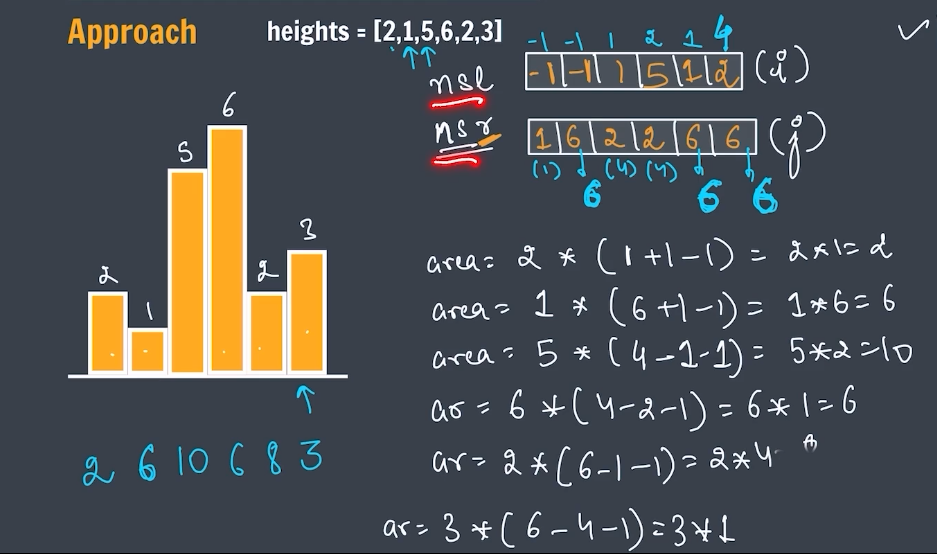 Approach
heights = [2,1,5,6,2,3]
-1 -1 1 2 1 4
nsl -1 | -1 | 1 | 5 | 1 | 2 (i)
nsr 1 | 6 | 2 | 2 | 6 | 6 (j)
(1) 6 (4) (4) 6 6
6
5
3
2
2
1
area = 2 * (1+1-1) = 2*1=2
area = 1 * (6+1-1) = 1*6=6
area = 5 * (4-1-1) = 5*2=10
ar = 6 * (4-2-1) = 6*1=6
ar = 2 * (6-1-1) = 2*4
ar = 3 * (6-4-1) = 3*1
2 6 10 6 8 3